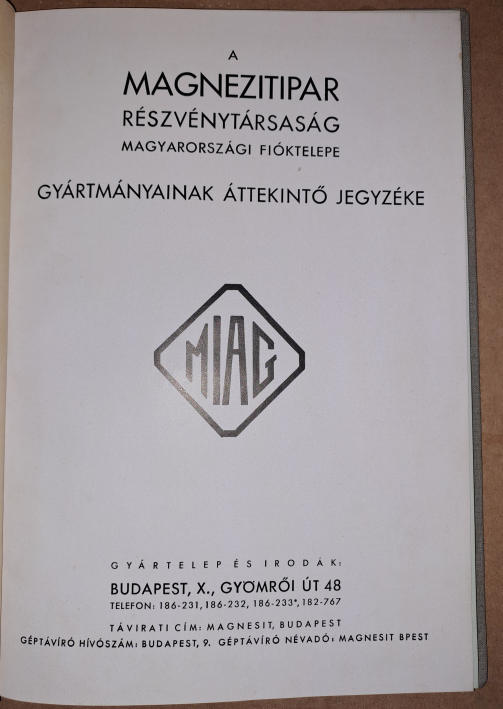 A
MAGNEZITIPAR
RÉSZVÉNYTÁRSASÁG
MAGYARORSZÁGI FIÓKTELEPE
GYÁRTMÁNYAINAK ÁTTEKINTŐ JEGYZÉKE
MIAG
GYÁRTELEP ÉS IRODÁK:
BUDAPEST, X., GYÖMRŐI ÚT 48
TELEFON: 186-231, 186-232, 186-233*, 182-767
TÁVIRATI CÍM: MAGNESIT, BUDAPEST
GÉPTÁVÍRÓ HÍVÓSZÁM: BUDAPEST, 9. GÉPTÁVÍRÓ NÉVADÓ: MAGNESIT BPEST